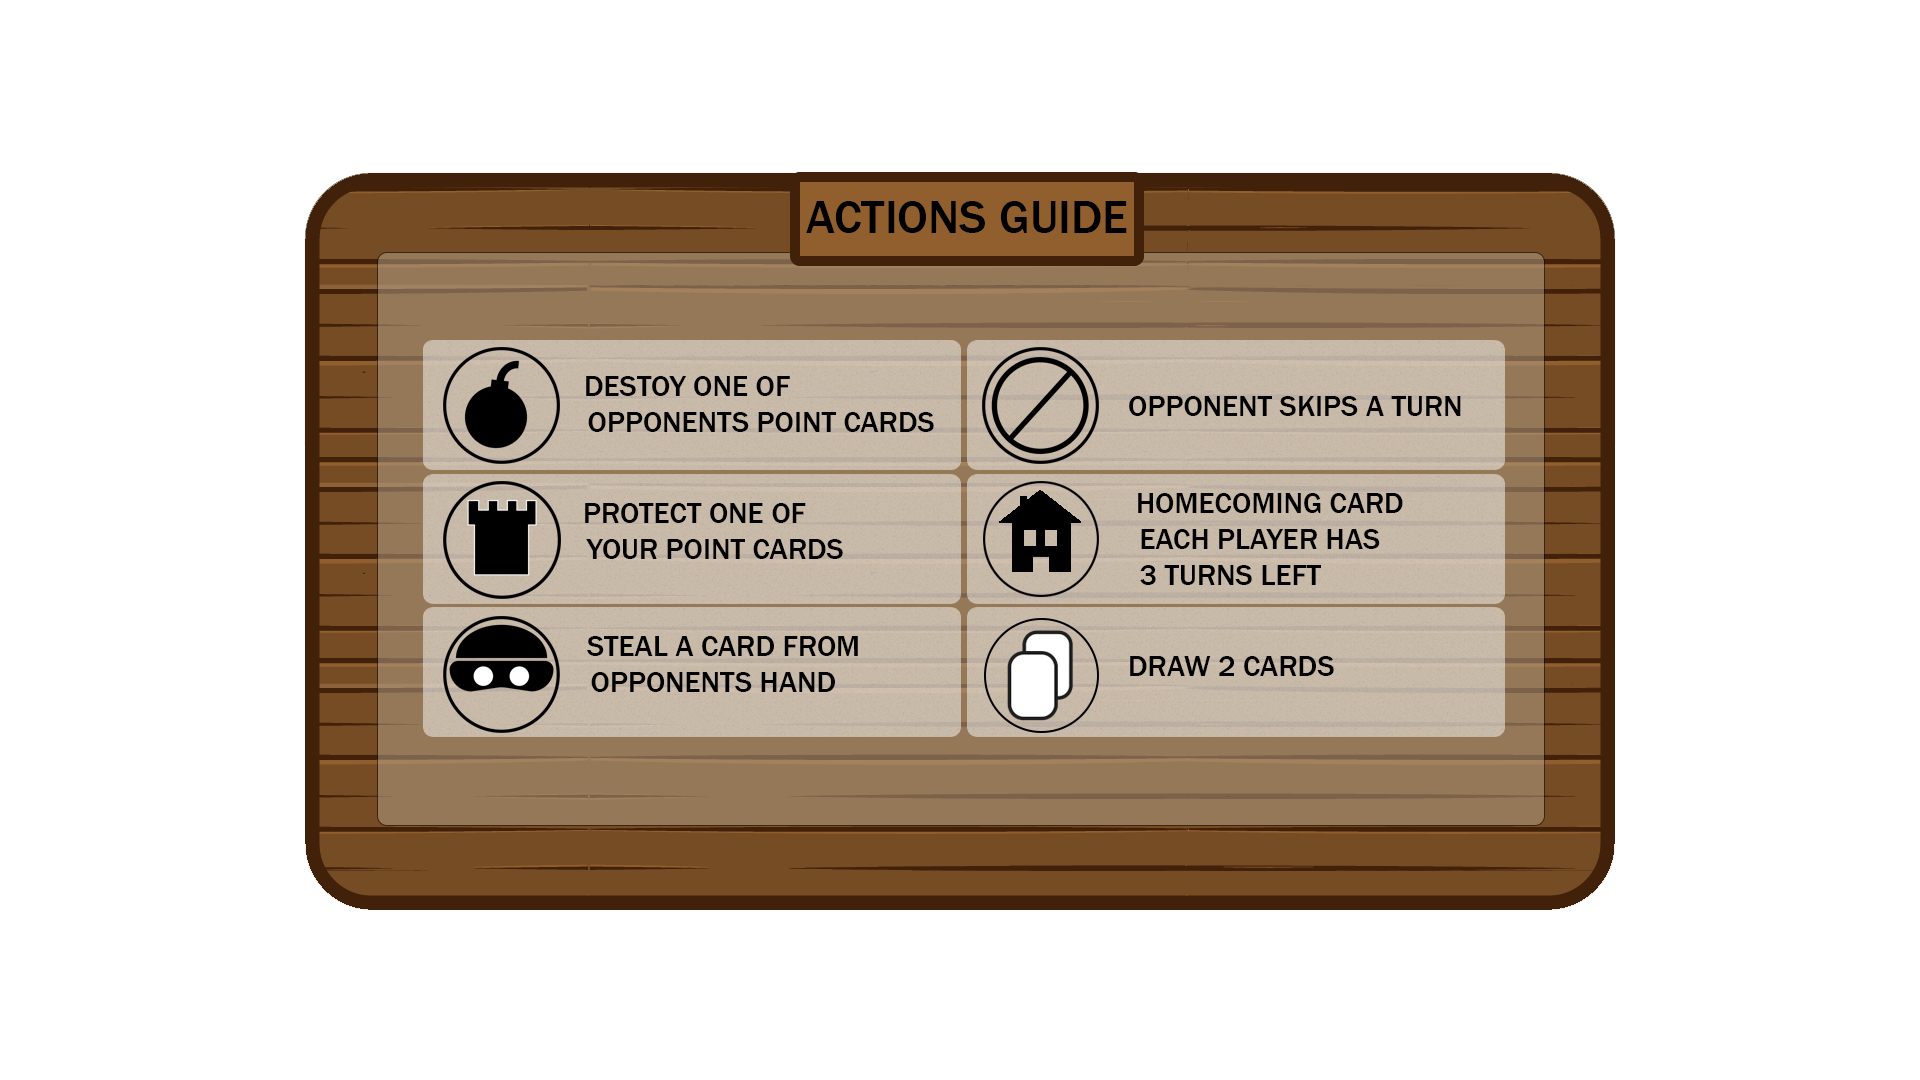 ACTIONS GUIDE
DESTOY ONE OF
OPPONENTS POINT CARDS
OPPONENT SKIPS A TURN
PROTECT ONE OF
YOUR POINT CARDS
HOMECOMING CARD
EACH PLAYER HAS
3 TURNS LEFT
STEAL A CARD FROM
OPPONENTS HAND
DRAW 2 CARDS